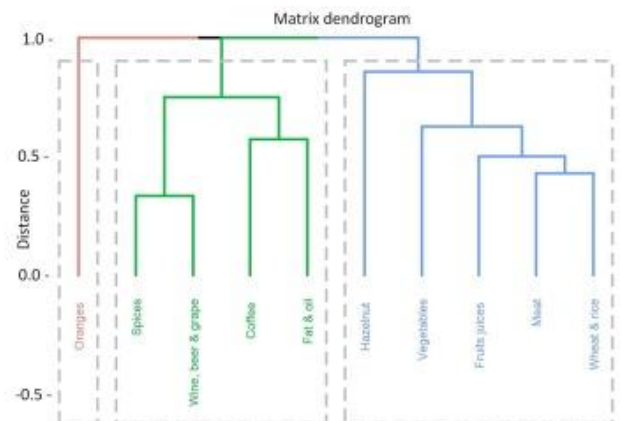 Matrix dendrogram
1.0 -
0.5 -
0.0 -
-0.5 -
Distance
Oranges
Spices
Wine, beer & grape
Coffee
Fat & oil
Hazelnut
Vegetables
Fruits juices
Meat
Wheat & rice